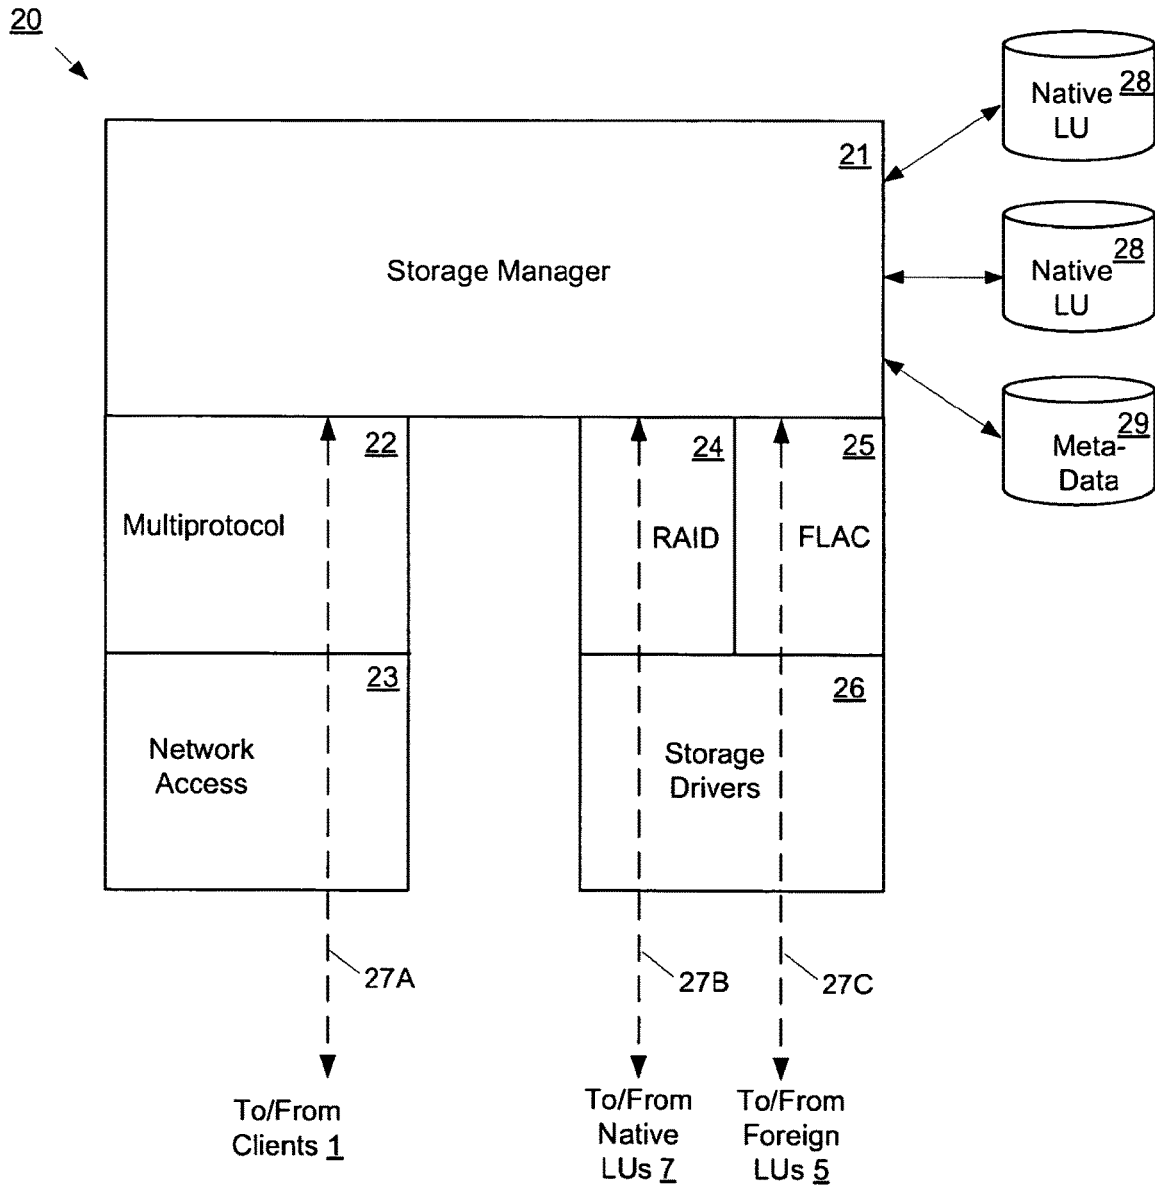 20
28
Native
LU
21
28
Native
LU
Storage Manager
29
Meta-
Data
22
24
25
Multiprotocol
RAID
FLAC
23
26
Network
Access
Storage
Drivers
27A
27B
27C
To/From
Clients 1
To/From
Native
LUs 7
To/From
Foreign
LUs 5